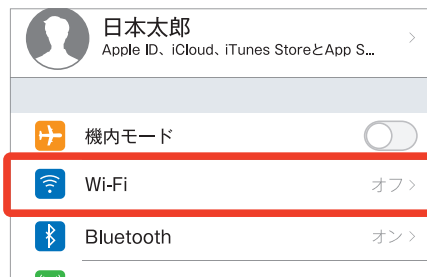 日本太郎
Apple ID、iCloud、iTunes StoreとApp S...
機内モード
Wi-Fi オフ
Bluetooth オン